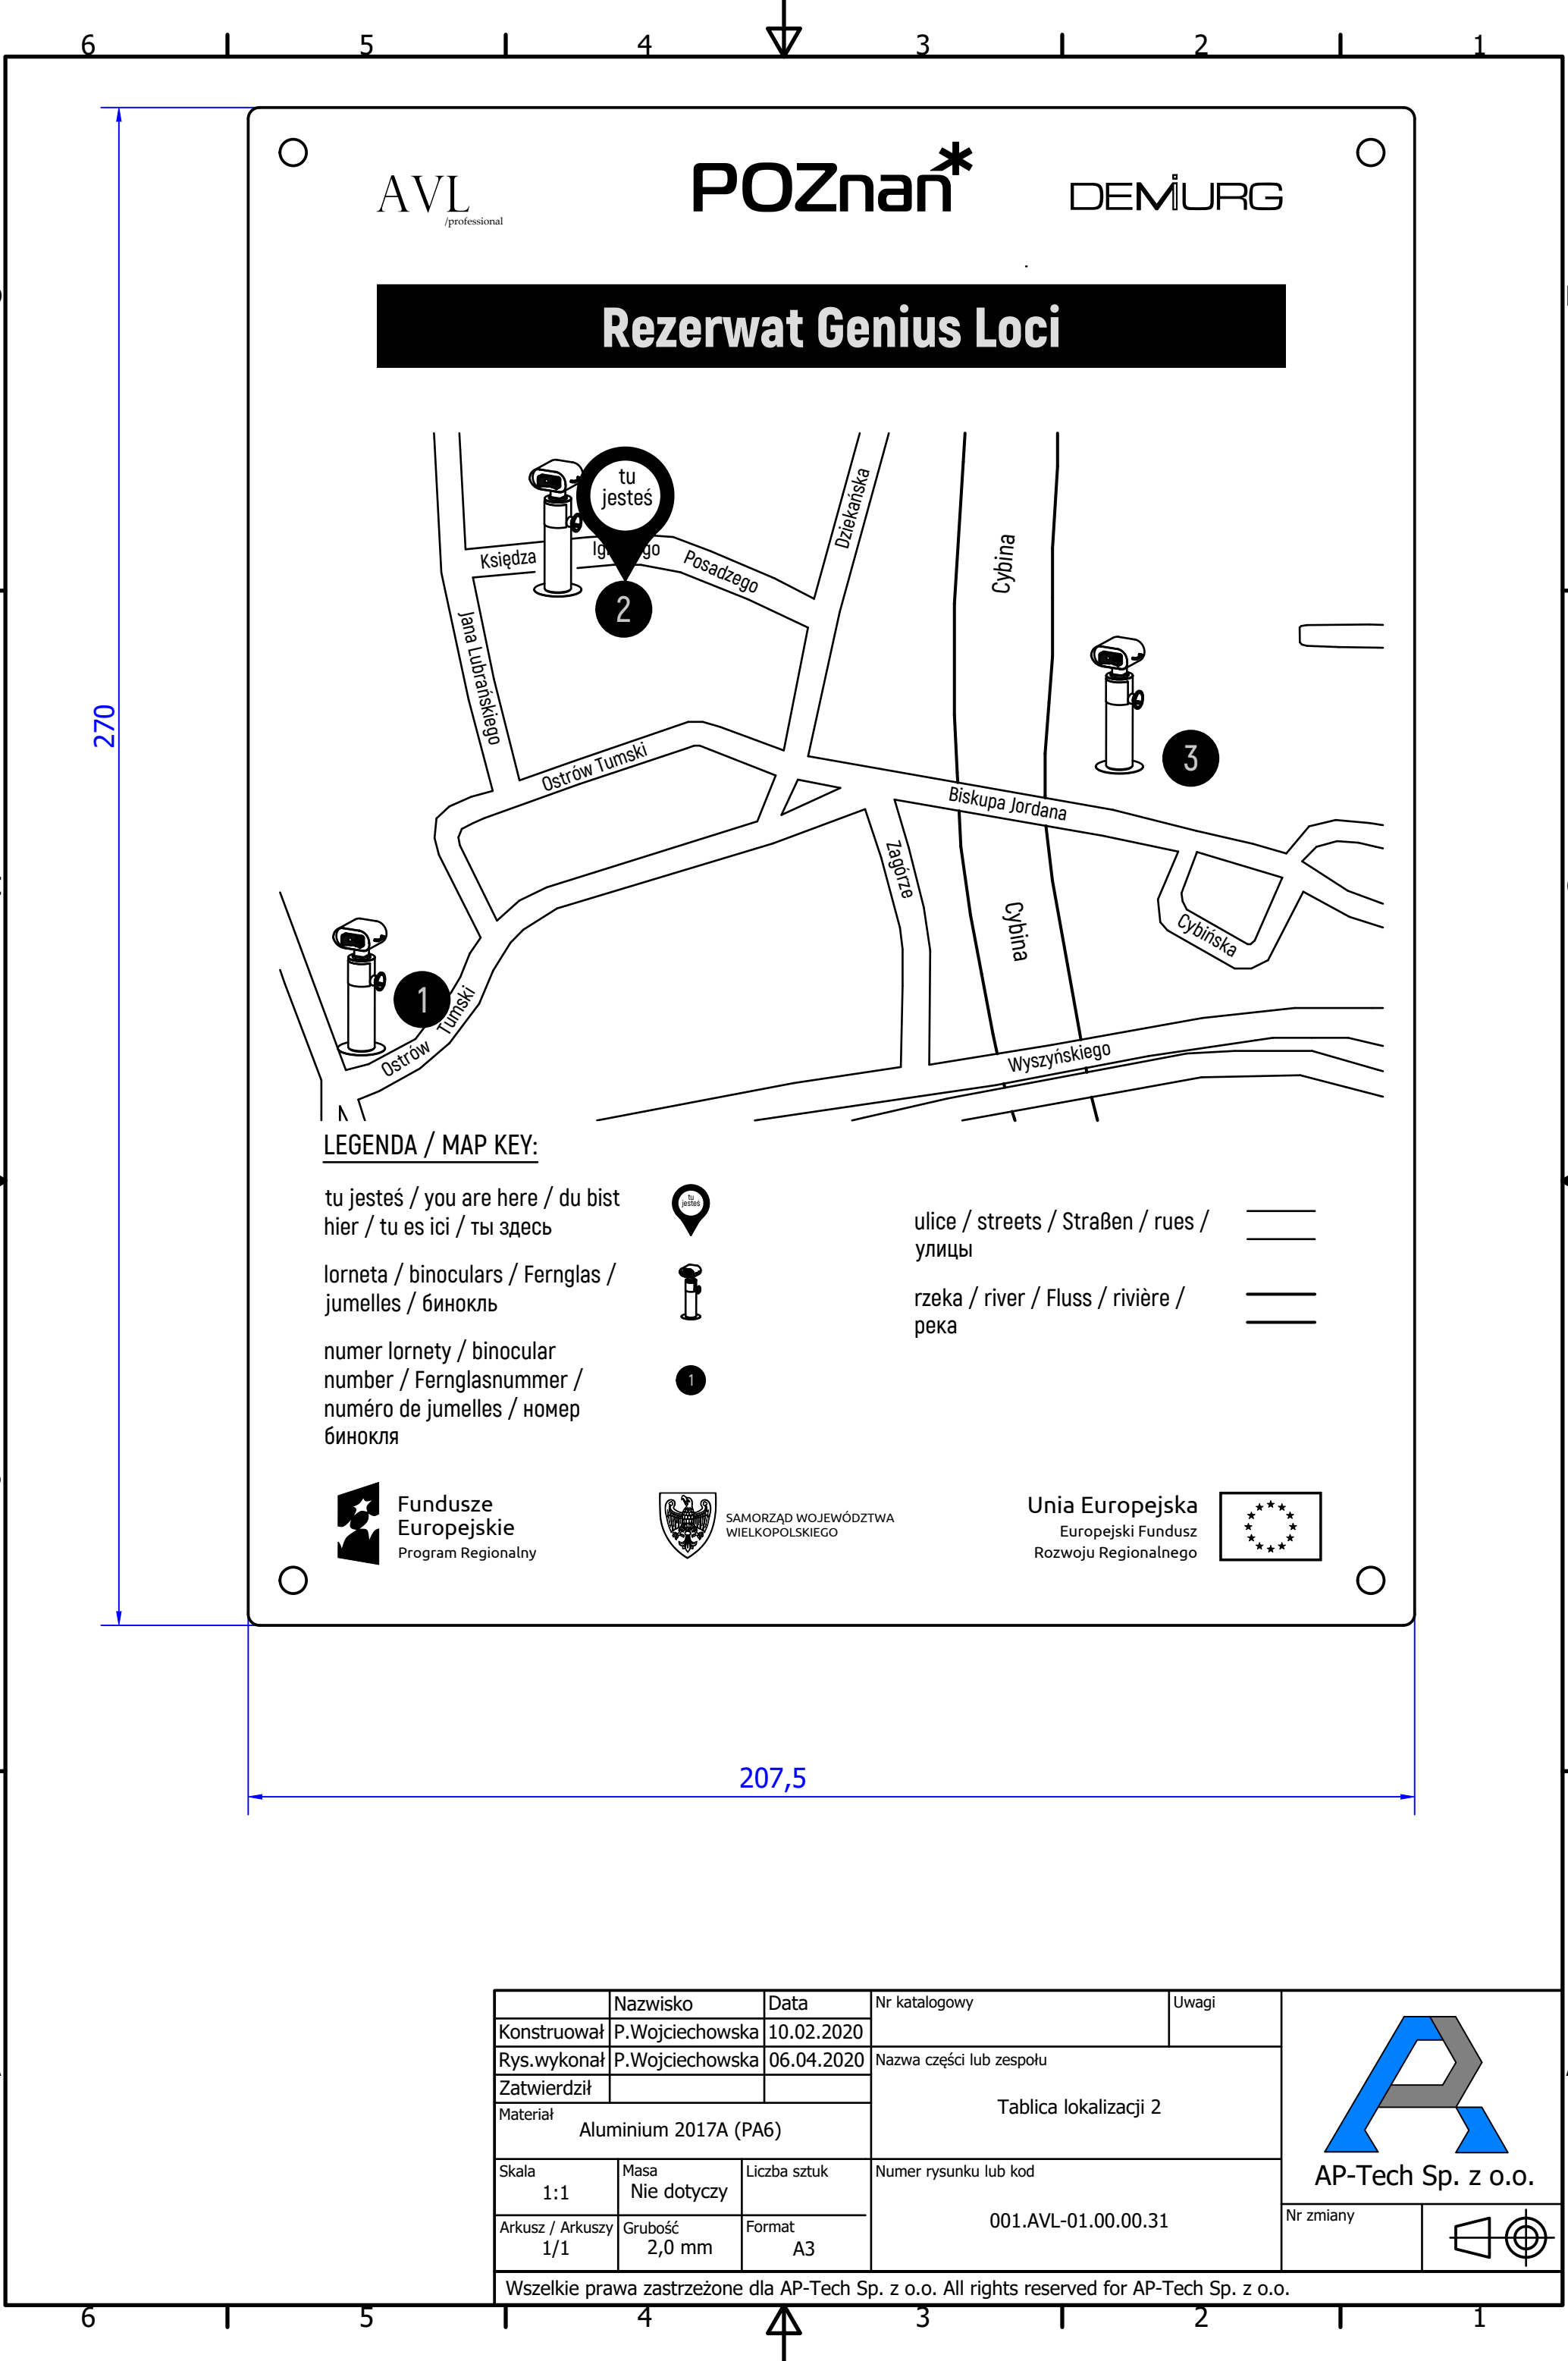 6 5 4 3 2 1
AVL
/professional
POZnan*
DEMIURG
Rezerwat Genius Loci
tu
jesteś
Księdza
Posadzego
Dziekańska
Cybina
2
Jana Lubrańskiego
Ostrów Tumski
3
Biskupa Jordana
Zagórze
Cybina
Cybińska
1
Ostrów Tumski
Wyszyńskiego
270
LEGENDA / MAP KEY:
tu jesteś / you are here / du bist
hier / tu es ici / ты здесь
tu
jesteś
lorneta / binoculars / Fernglas /
jumelles / бинокль
numer lornety / binocular
number / Fernglasnummer /
numéro de jumelles / номер
бинокля
1
ulice / streets / Straßen / rues /
улицы
rzeka / river / Fluss / rivière /
река
Fundusze
Europejskie
Program Regionalny
SAMORZĄD WOJEWÓDZTWA
WIELKOPOLSKIEGO
Unia Europejska
Europejski Fundusz
Rozwoju Regionalnego
207,5
Nazwisko Data Nr katalogowy Uwagi
Konstruował P.Wojciechowska 10.02.2020
Rys.wykonał P.Wojciechowska 06.04.2020 Nazwa części lub zespołu
Zatwierdził
Tablica lokalizacji 2
Materiał
Aluminium 2017A (PA6)
Skala Masa Liczba sztuk Numer rysunku lub kod
1:1 Nie dotyczy
AP-Tech Sp. z o.o.
001.AVL-01.00.00.31
Arkusz / Arkuszy Grubość Format Nr zmiany
1/1 2,0 mm A3
Wszelkie prawa zastrzeżone dla AP-Tech Sp. z o.o. All rights reserved for AP-Tech Sp. z o.o.
6 5 4 3 2 1